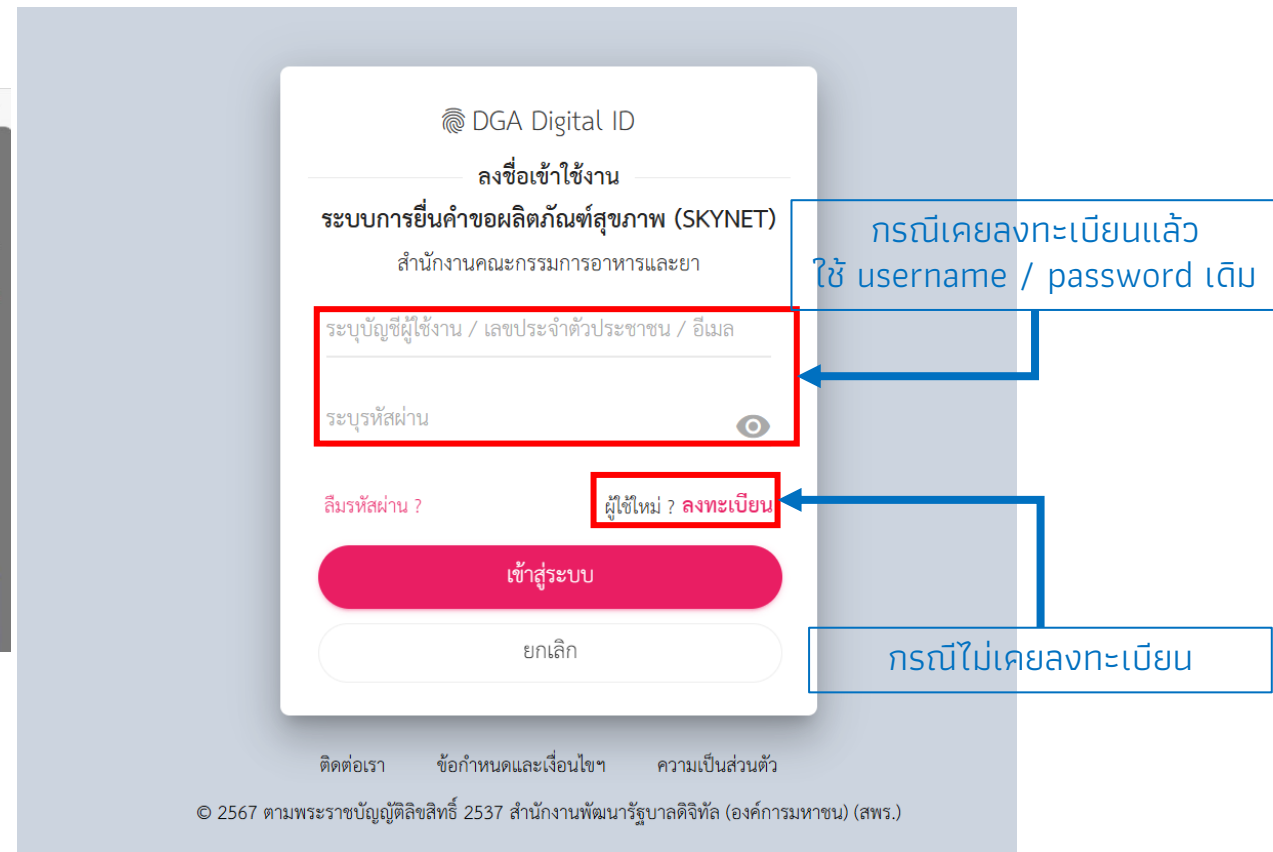 DGA Digital ID
ลงชื่อเข้าใช้งาน
ระบบการยื่นคำขอผลิตภัณฑ์สุขภาพ (SKYNET)
สำนักงานคณะกรรมการอาหารและยา
กรณีเคยลงทะเบียนแล้ว
ใช้ username / password เดิม
ระบุบัญชีผู้ใช้งาน / เลขประจำตัวประชาชน / อีเมล
ระบุรหัสผ่าน
ลืมรหัสผ่าน ?
ผู้ใช้ใหม่ ? ลงทะเบียน
เข้าสู่ระบบ
ยกเลิก
กรณีไม่เคยลงทะเบียน
ติดต่อเรา ข้อกำหนดและเงื่อนไขฯ ความเป็นส่วนตัว
© 2567 ตามพระราชบัญญัติลิขสิทธิ์ 2537 สำนักงานพัฒนารัฐบาลดิจิทัล (องค์การมหาชน) (สพร.)